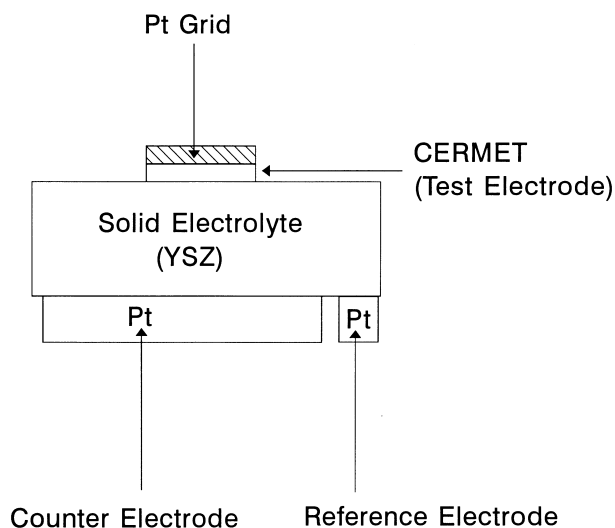 Pt Grid
CERMET
(Test Electrode)
Solid Electrolyte
(YSZ)
Pt
Pt
Counter Electrode
Reference Electrode